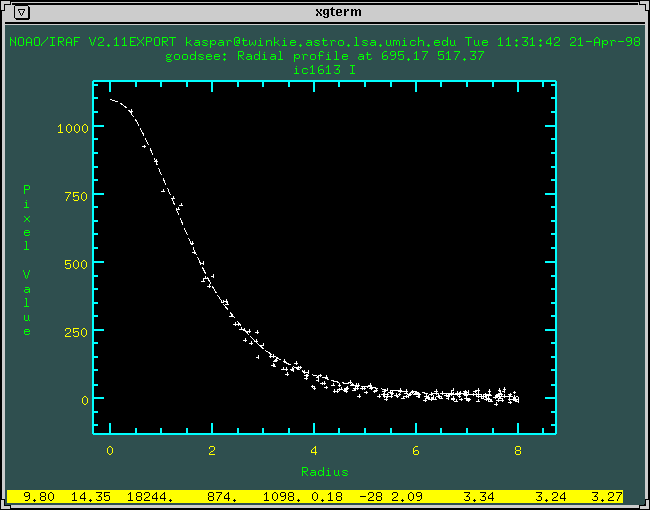 xgterm
NOAO/IRAF V2.11EXPORT kaspar@twinkie.astro.lsa.umich.edu Tue 11:31:42 21-Apr-98
goodsee: Radial profile at 695.17 517.37
ic1613 I
1000
750
500
250
0
Pixel Value
0 2 4 6 8
Radius
9.80 14.35 18244. 874. 1098. 0.18 -28 2.09 3.34 3.24 3.27